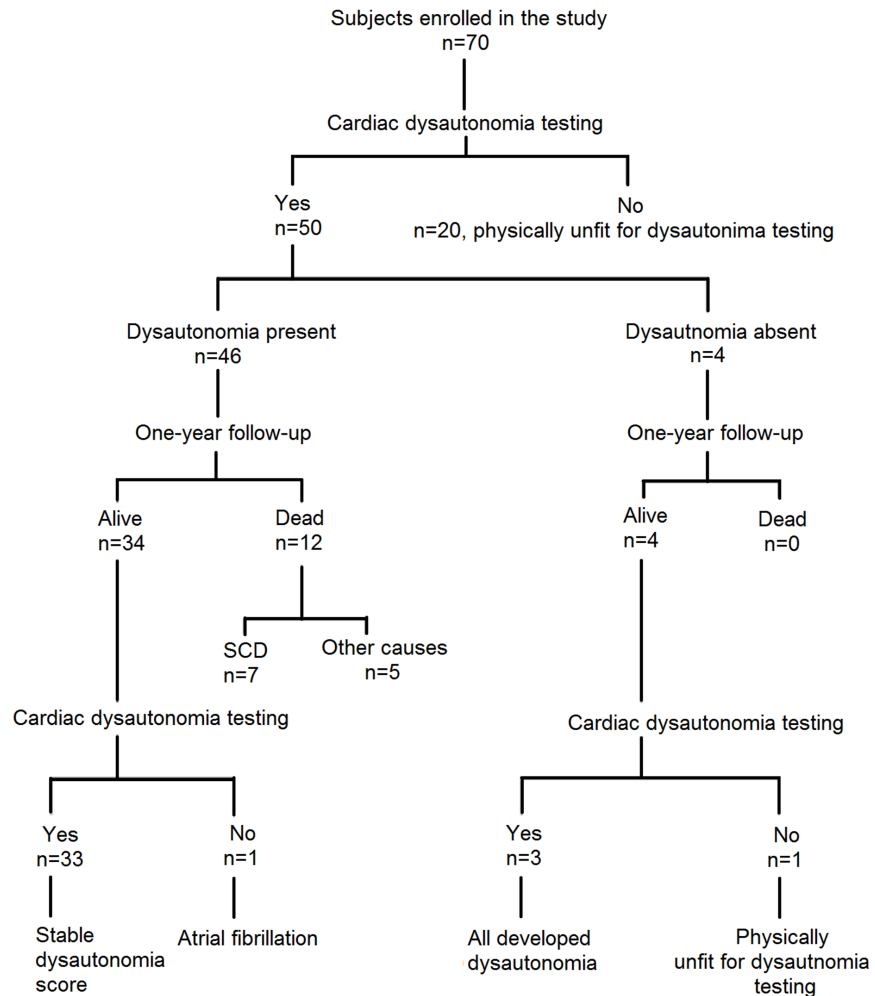 Subjects enrolled in the study
n=70
Cardiac dysautonomia testing
Yes
n=50
No
n=20, physically unfit for dysautonima testing
Dysautonomia present
n=46
Dysautnomia absent
n=4
One-year follow-up
One-year follow-up
Alive
n=34
Dead
n=12
Alive
n=4
Dead
n=0
SCD
n=7
Other causes
n=5
Cardiac dysautonomia testing
Cardiac dysautonomia testing
Yes
n=33
No
n=1
Yes
n=3
No
n=1
Stable
dysautonomia
score
Atrial fibrillation
All developed
dysautonomia
Physically
unfit for dysautnomia
testing